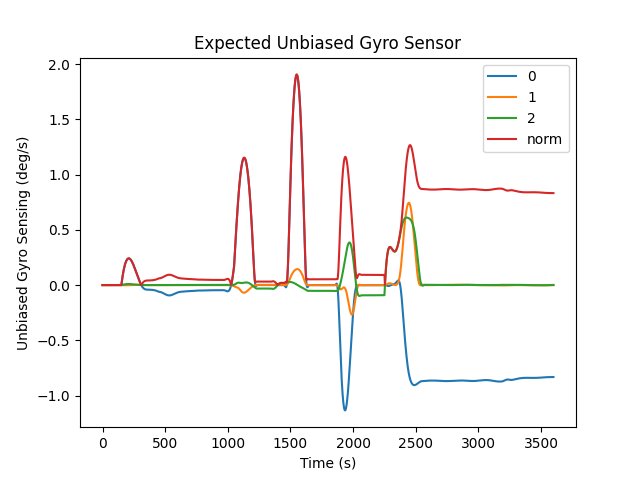 Expected Unbiased Gyro Sensor
2.0
1.5
1.0
0.5
0.0
−0.5
−1.0
Unbiased Gyro Sensing (deg/s)
0
1
2
norm
0 500 1000 1500 2000 2500 3000 3500
Time (s)